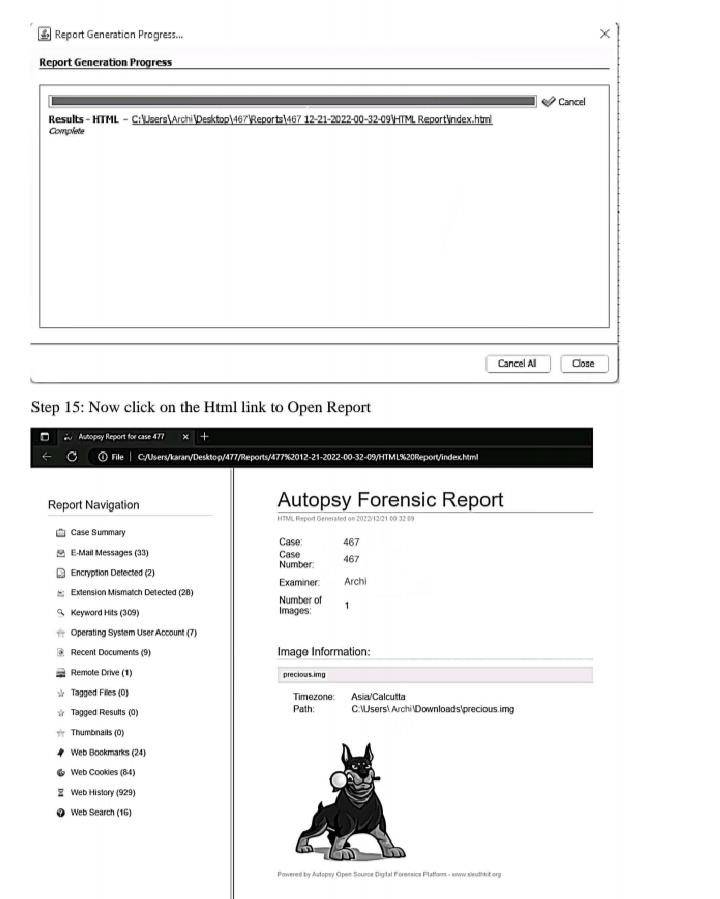 Report Generation Progress...
Report Generation Progress
Cancel
Results - HTML - C:\Users\Archi\Desktop\467\Reports\467 12-21-2022-00-32-09\HTML Report\index.html
Complete
Cancel All
Close
Step 15: Now click on the Html link to Open Report
Autopsy Report for case 477
File | C:/Users/karan/Desktop/477/Reports/477%2012-21-2022-00-32-09/HTML%20Report/index.html
Report Navigation
Case Summary
E-Mail Messages (33)
Encryption Detected (2)
Extension Mismatch Detected (28)
Keyword Hits (309)
Operating System User Account (7)
Recent Documents (9)
Remote Drive (1)
Tagged Files (0)
Tagged Results (0)
Thumbnails (0)
Web Bookmarks (24)
Web Cookies (84)
Web History (929)
Web Search (16)
Autopsy Forensic Report
HTML Report Generated on 2022/12/21 00:32:09
Case: 467
Case
Number: 467
Examiner: Archi
Number of
Images: 1
Image Information:
precious.img
Timezone: Asia/Calcutta
Path: C:\Users\Archi\Downloads\precious.img
Powered by Autopsy Open Source Digital Forensics Platform - www.sleuthkit.org